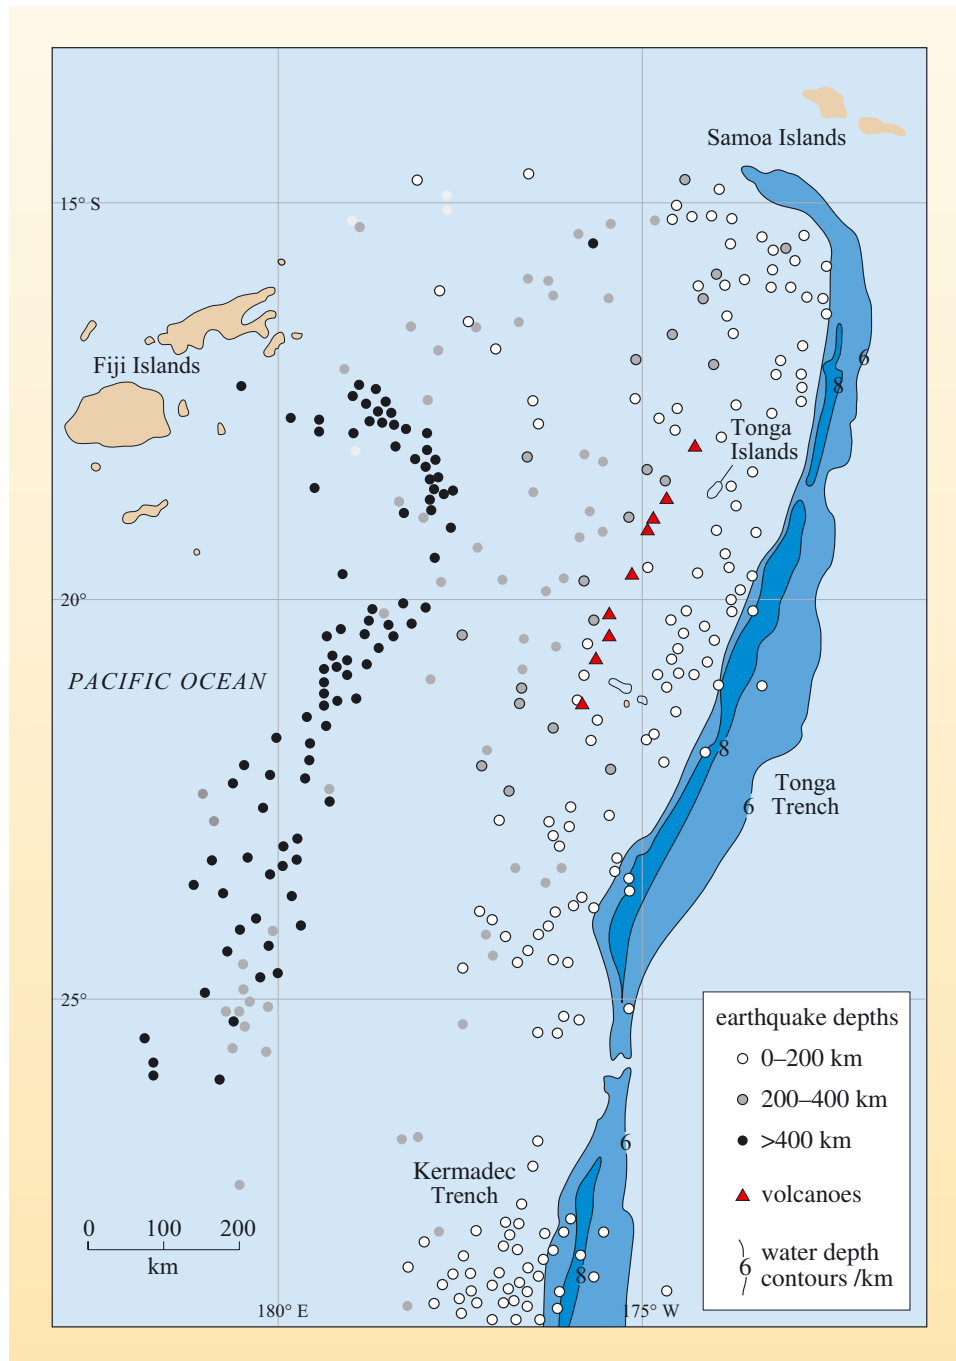 Samoa Islands
15° S
6
Fiji Islands
8
Tonga
Islands
20°
PACIFIC OCEAN
8
Tonga
6 Trench
25°
earthquake depths
0–200 km
200–400 km
>400 km
6
Kermadec
Trench
volcanoes
0 100 200
km
water depth
6
contours /km
8
180° E
175° W